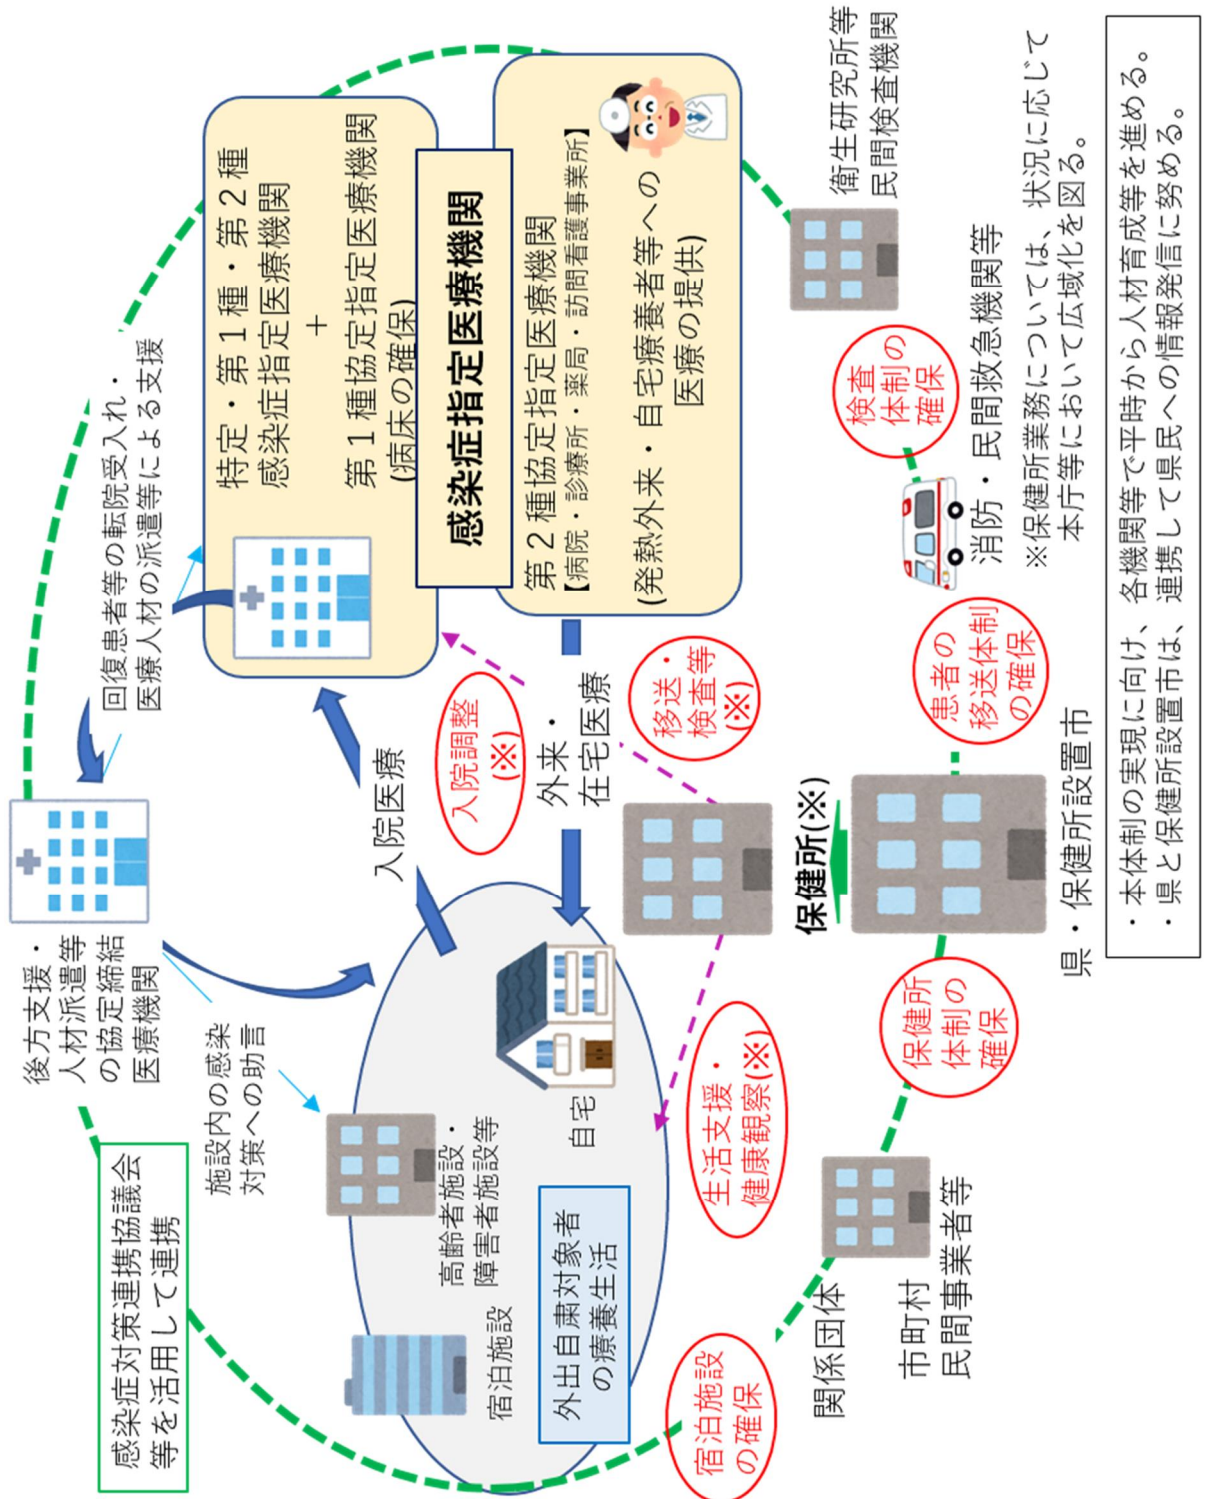 感染症対策連携協議会
等を活用して連携
後方支援・
人材派遣等
の協定締結
医療機関
回復患者等の転院受入れ・
医療人材の派遣等による支援
施設内の感染
対策への助言
入院医療
特定・第1種・第2種
感染症指定医療機関
+
第1種協定指定医療機関
(病床の確保)
感染症指定医療機関
第2種協定指定医療機関
【病院・診療所・薬局・訪問看護事業所】
(発熱外来・自宅療養者等への
医療の提供)
宿泊施設
高齢者施設・
障害者施設等
自宅
外出自粛対象者
の療養生活
入院調整
(※)
外来・
在宅医療
移送・
検査等
(※)
生活支援・
健康観察(※)
保健所(※)
宿泊施設
の確保
保健所
体制の
確保
患者の
移送体制
の確保
検査
体制の
確保
関係団体
市町村
民間事業者等
県・保健所設置市
消防・民間救急機関等
衛生研究所等
民間検査機関
※保健所業務については、状況に応じて
本庁等において広域化を図る。
・本体制の実現に向け、各機関等で平時から人材育成等を進める。
・県と保健所設置市は、連携して県民への情報発信に努める。